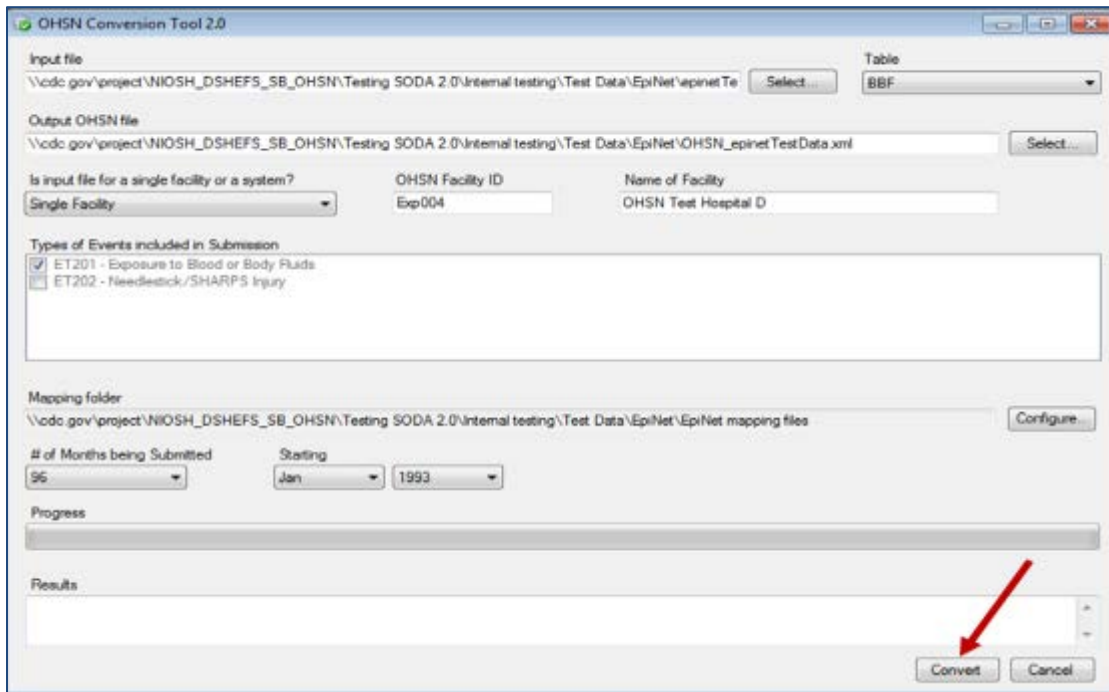 OHSN Conversion Tool 2.0
Input file
Table
\\cdc.gov\project\NIOSH_DSHEFS_SB_OHSN\Testing SODA 2.0\Internal testing\Test Data\EpiNet\epinetTe
Select...
BBF
Output OHSN file
\\cdc.gov\project\NIOSH_DSHEFS_SB_OHSN\Testing SODA 2.0\Internal testing\Test Data\EpiNet\OHSN_epinetTestData.xml
Select...
Is input file for a single facility or a system?
OHSN Facility ID
Name of Facility
Single Facility
Exp004
OHSN Test Hospital D
Types of Events included in Submission
ET201 - Exposure to Blood or Body Fluids
ET202 - Needlestick/SHARPS Injury
Mapping folder
\\cdc.gov\project\NIOSH_DSHEFS_SB_OHSN\Testing SODA 2.0\Internal testing\Test Data\EpiNet\EpiNet mapping files
Configure...
# of Months being Submitted
Starting
96
Jan
1993
Progress
Results
Convert
Cancel